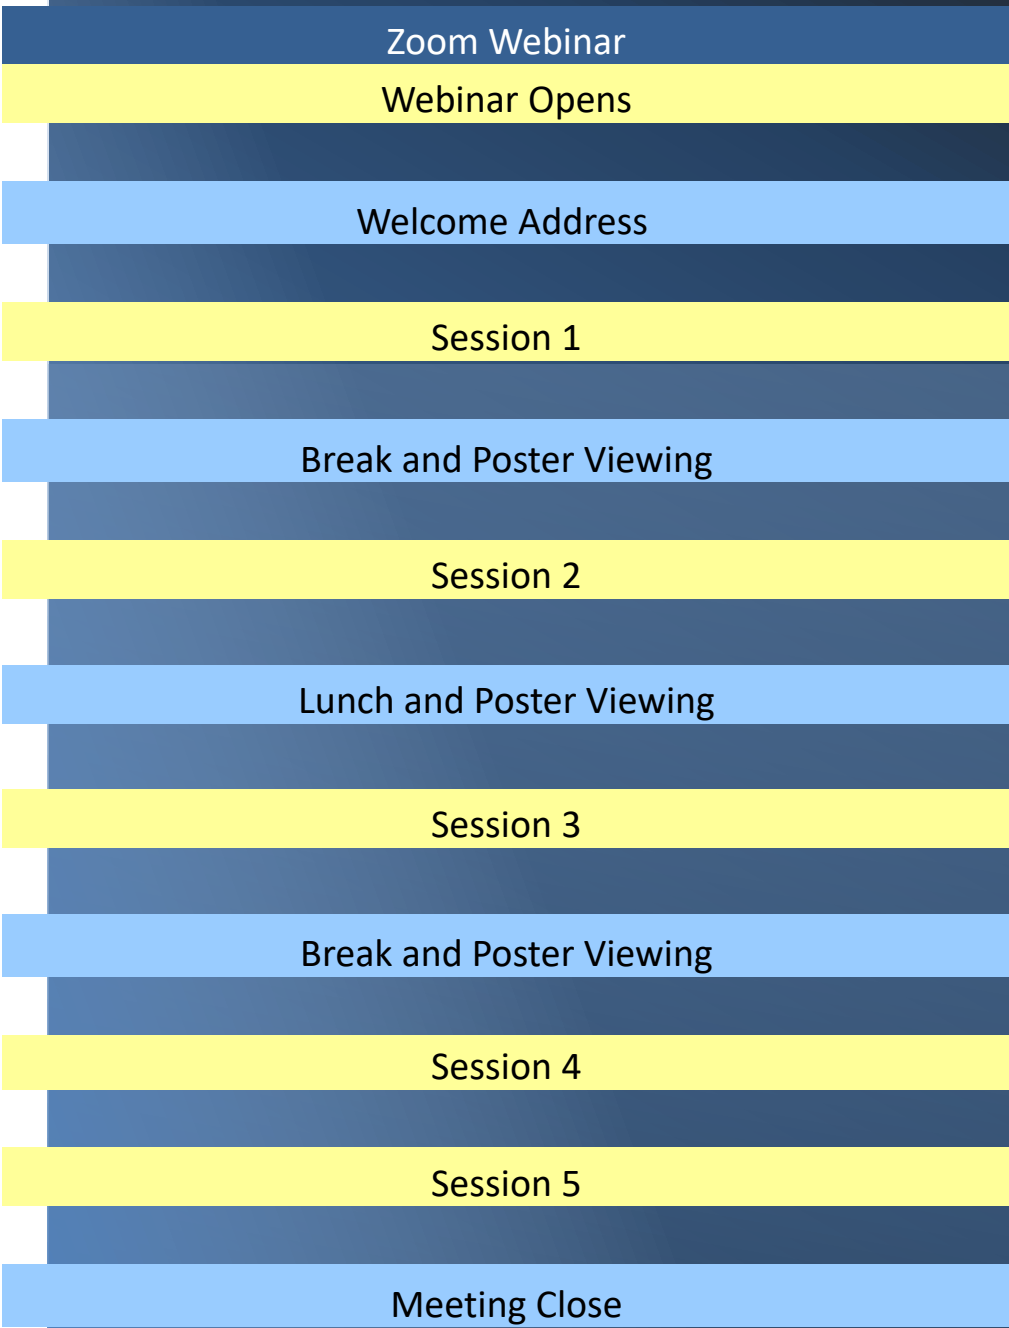 Zoom Webinar
Webinar Opens
Welcome Address
Session 1
Break and Poster Viewing
Session 2
Lunch and Poster Viewing
Session 3
Break and Poster Viewing
Session 4
Session 5
Meeting Close